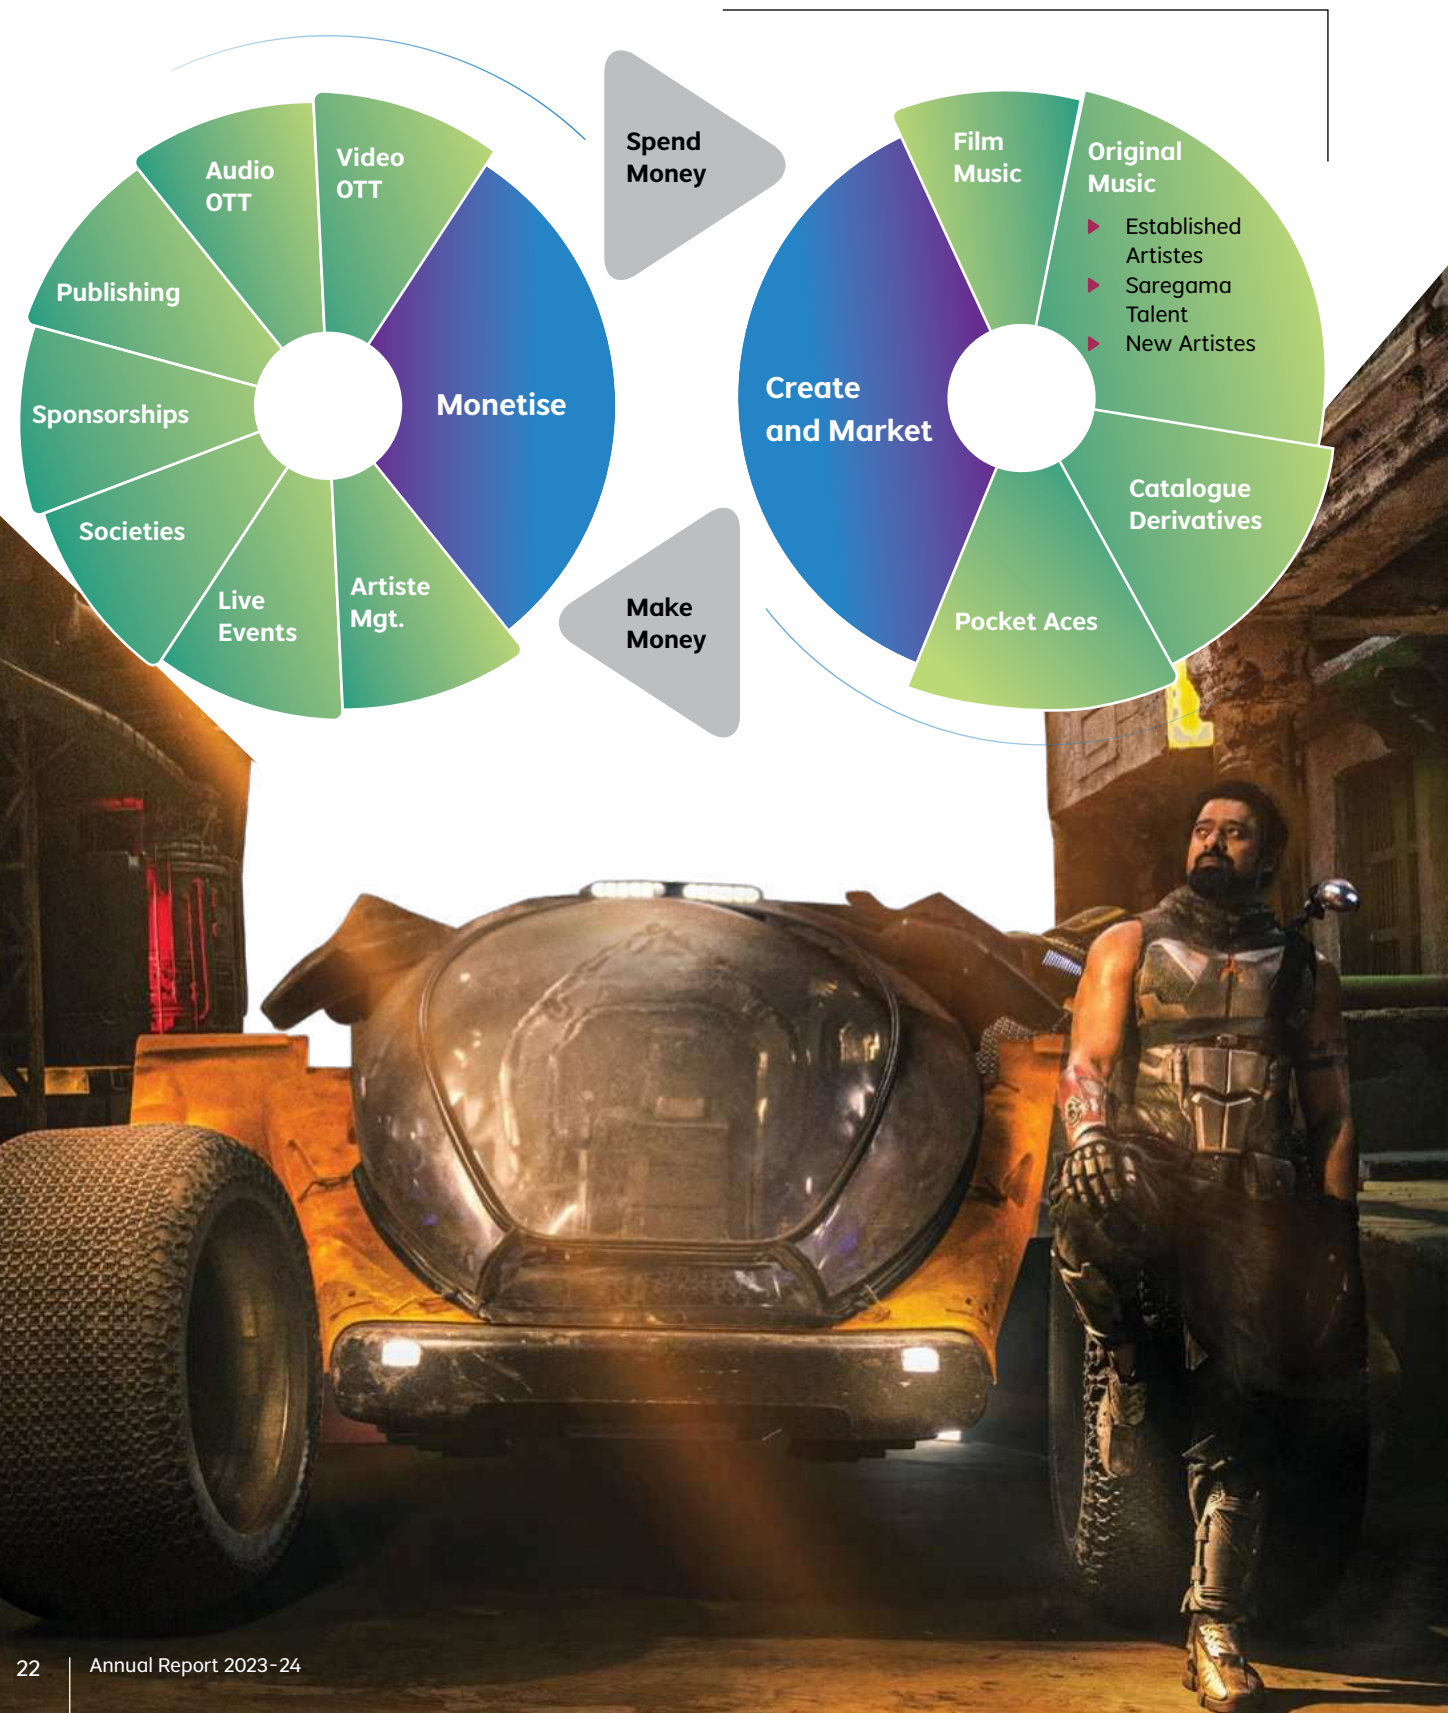 Audio
OTT
Video
OTT
Publishing
Sponsorships
Societies
Live
Events
Artiste
Mgt.
Monetise
Spend
Money
Make
Money
Create
and Market
Film
Music
Original
Music
Established
Artistes
Saregama
Talent
New Artistes
Catalogue
Derivatives
Pocket Aces
22
Annual Report 2023-24